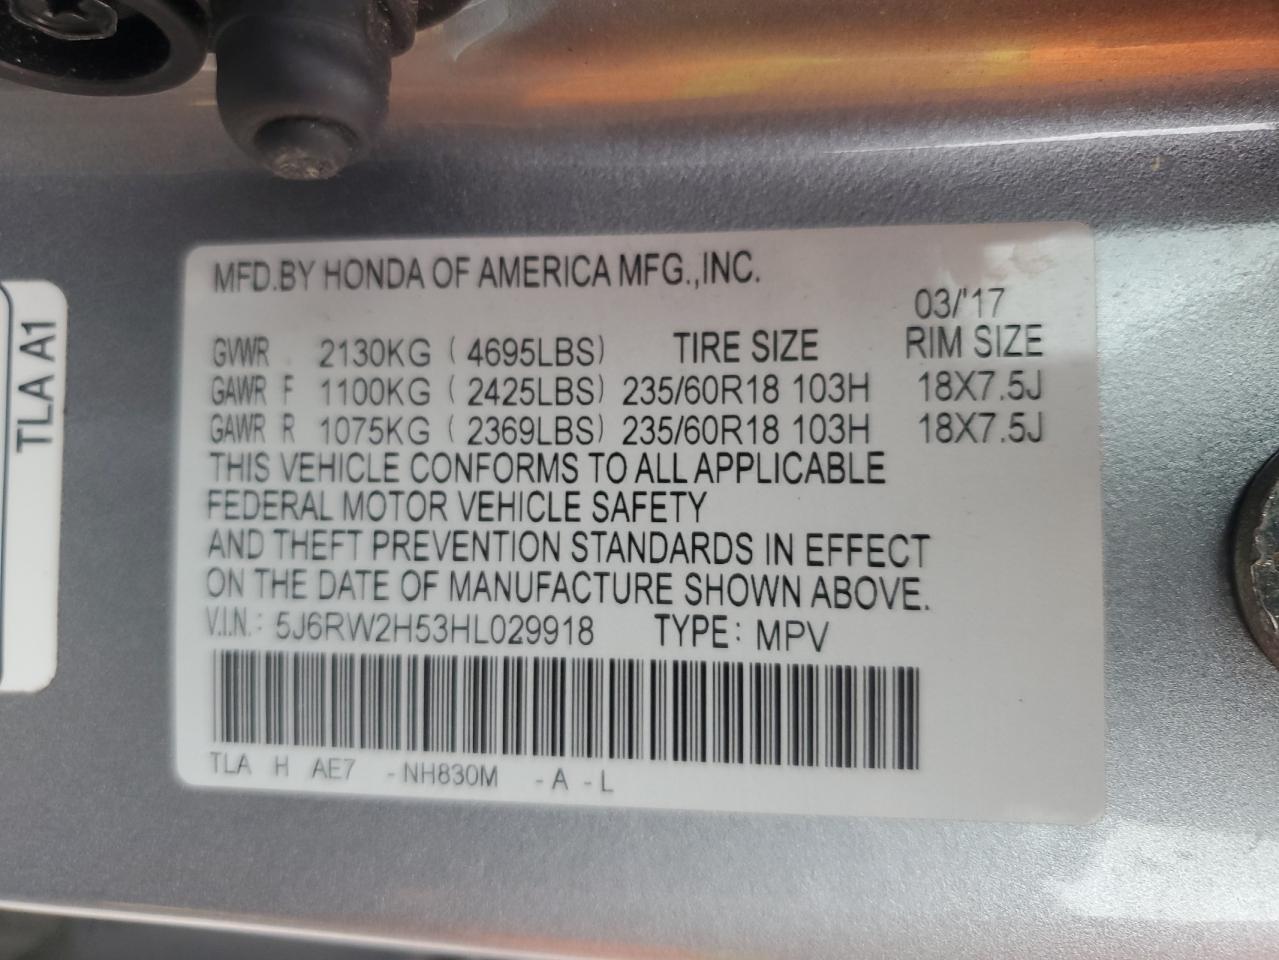 MFD.BY HONDA OF AMERICA MFG.,INC.
03/'17
GVWR 2130KG ( 4695LBS) TIRE SIZE RIM SIZE
GAWR F 1100KG ( 2425LBS) 235/60R18 103H 18X7.5J
GAWR R 1075KG ( 2369LBS) 235/60R18 103H 18X7.5J
THIS VEHICLE CONFORMS TO ALL APPLICABLE
FEDERAL MOTOR VEHICLE SAFETY
AND THEFT PREVENTION STANDARDS IN EFFECT
ON THE DATE OF MANUFACTURE SHOWN ABOVE.
V.I.N.: 5J6RW2H53HL029918 TYPE: MPV
TLA H AE7 -NH830M -A -L
TLA A1